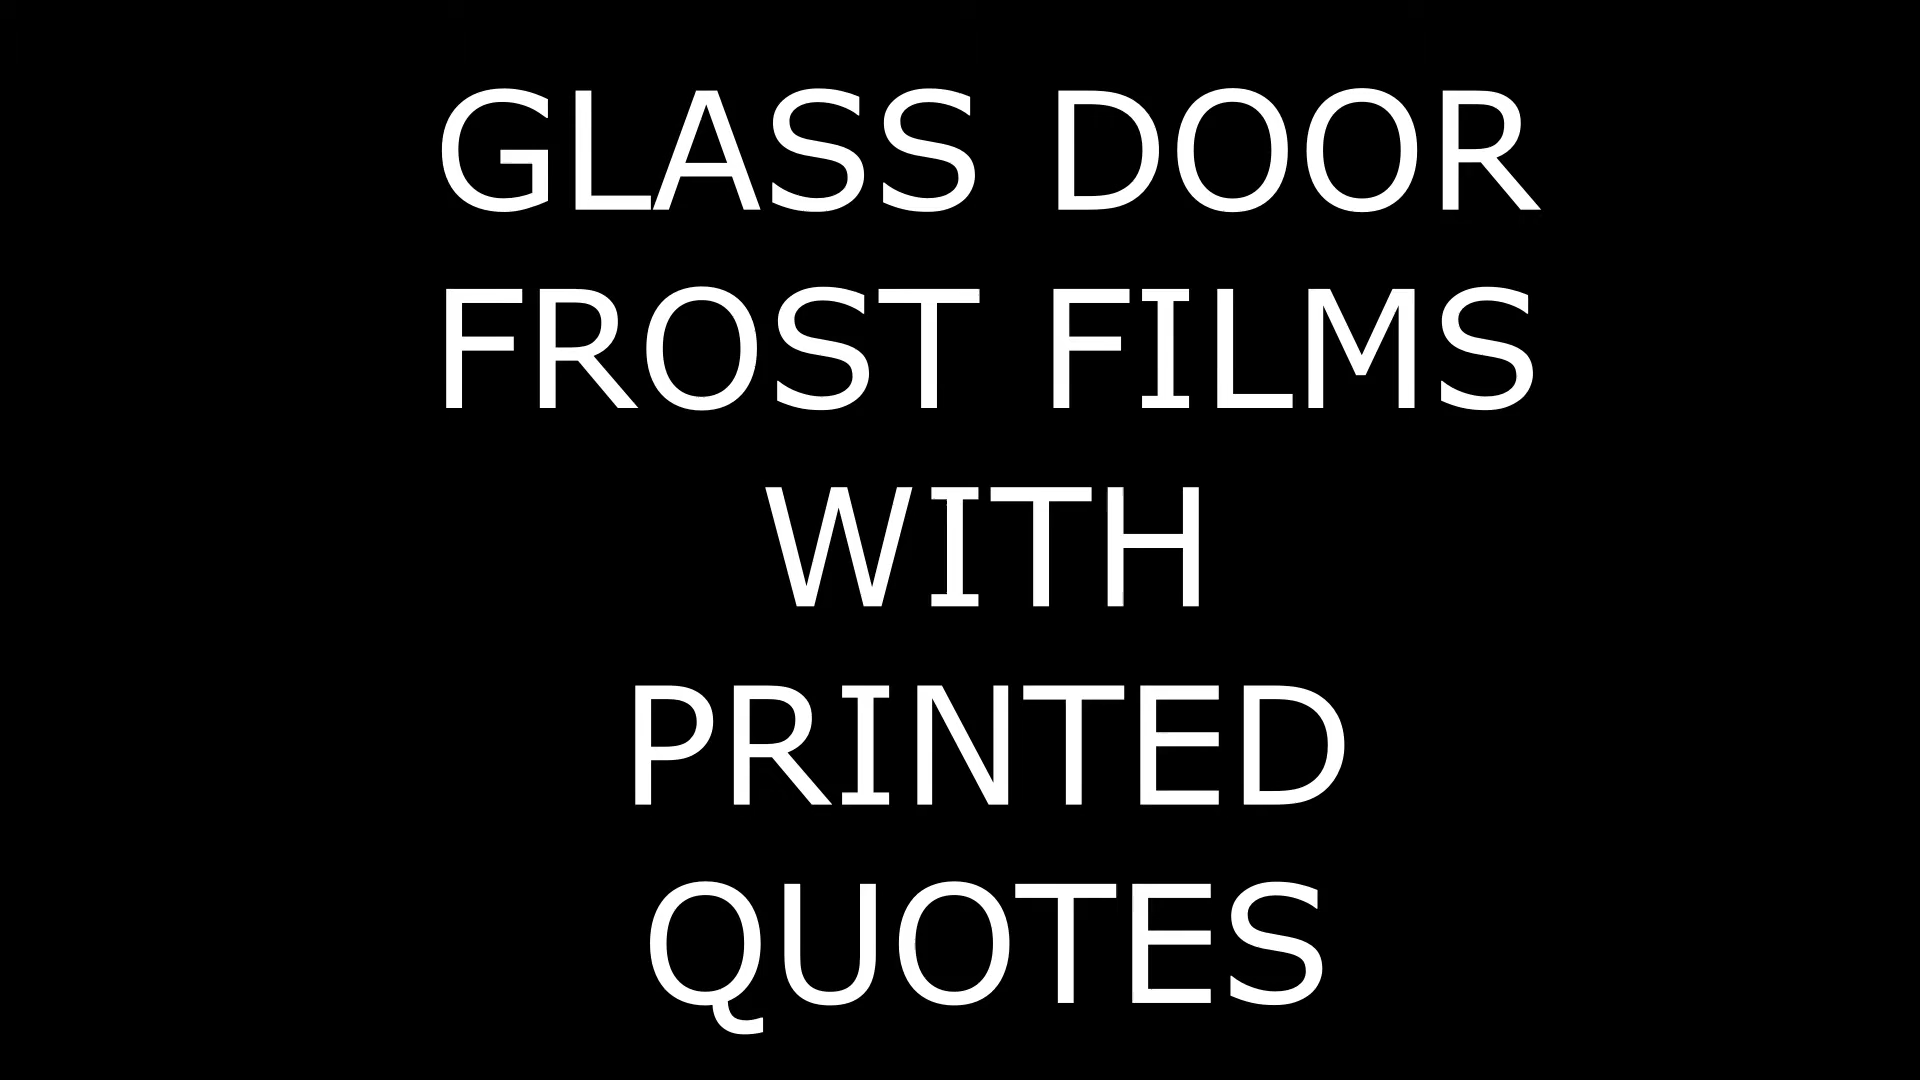 GLASS DOOR
FROST FILMS
WITH
PRINTED
QUOTES